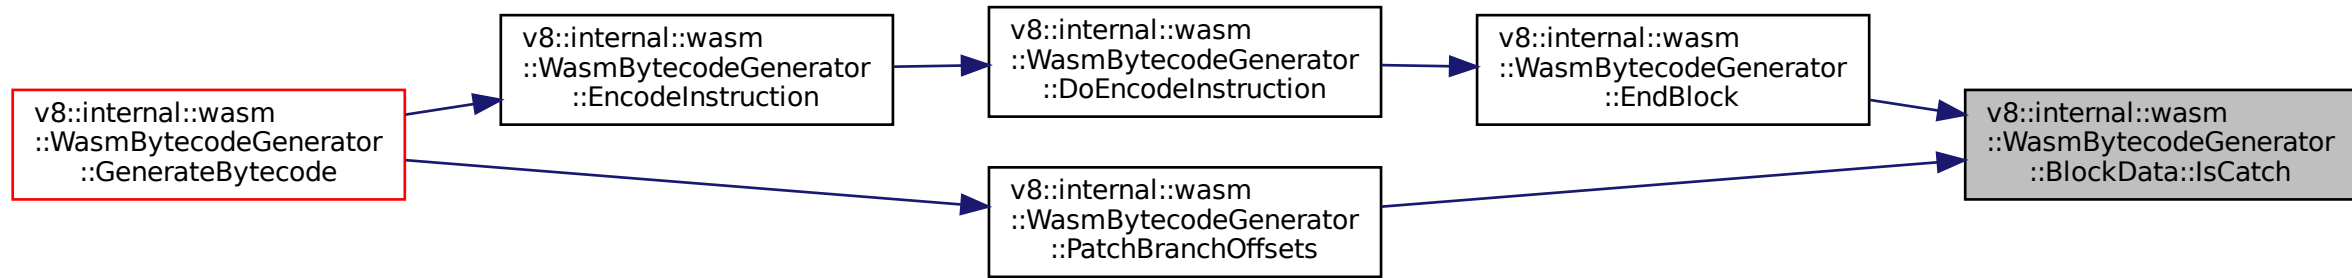 v8::internal::wasm
::WasmBytecodeGenerator
::GenerateBytecode
v8::internal::wasm
::WasmBytecodeGenerator
::EncodeInstruction
v8::internal::wasm
::WasmBytecodeGenerator
::DoEncodeInstruction
v8::internal::wasm
::WasmBytecodeGenerator
::EndBlock
v8::internal::wasm
::WasmBytecodeGenerator
::PatchBranchOffsets
v8::internal::wasm
::WasmBytecodeGenerator
::BlockData::IsCatch